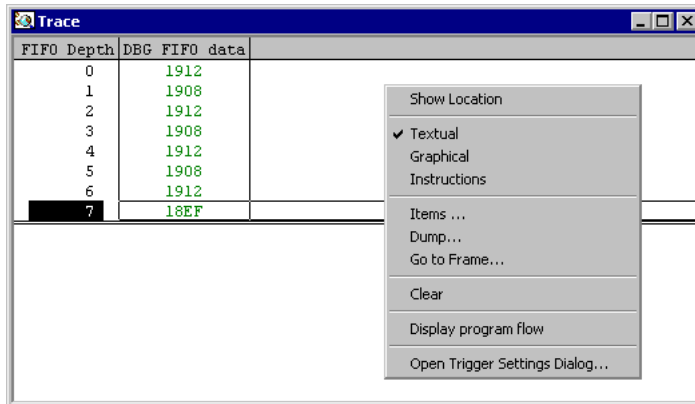 Trace
FIFO Depth DBG FIFO data
0 1912
1 1908
2 1912
3 1908
4 1912
5 1908
6 1912
7 18EF
Show Location
Textual
Graphical
Instructions
Items ...
Dump...
Go to Frame...
Clear
Display program flow
Open Trigger Settings Dialog...